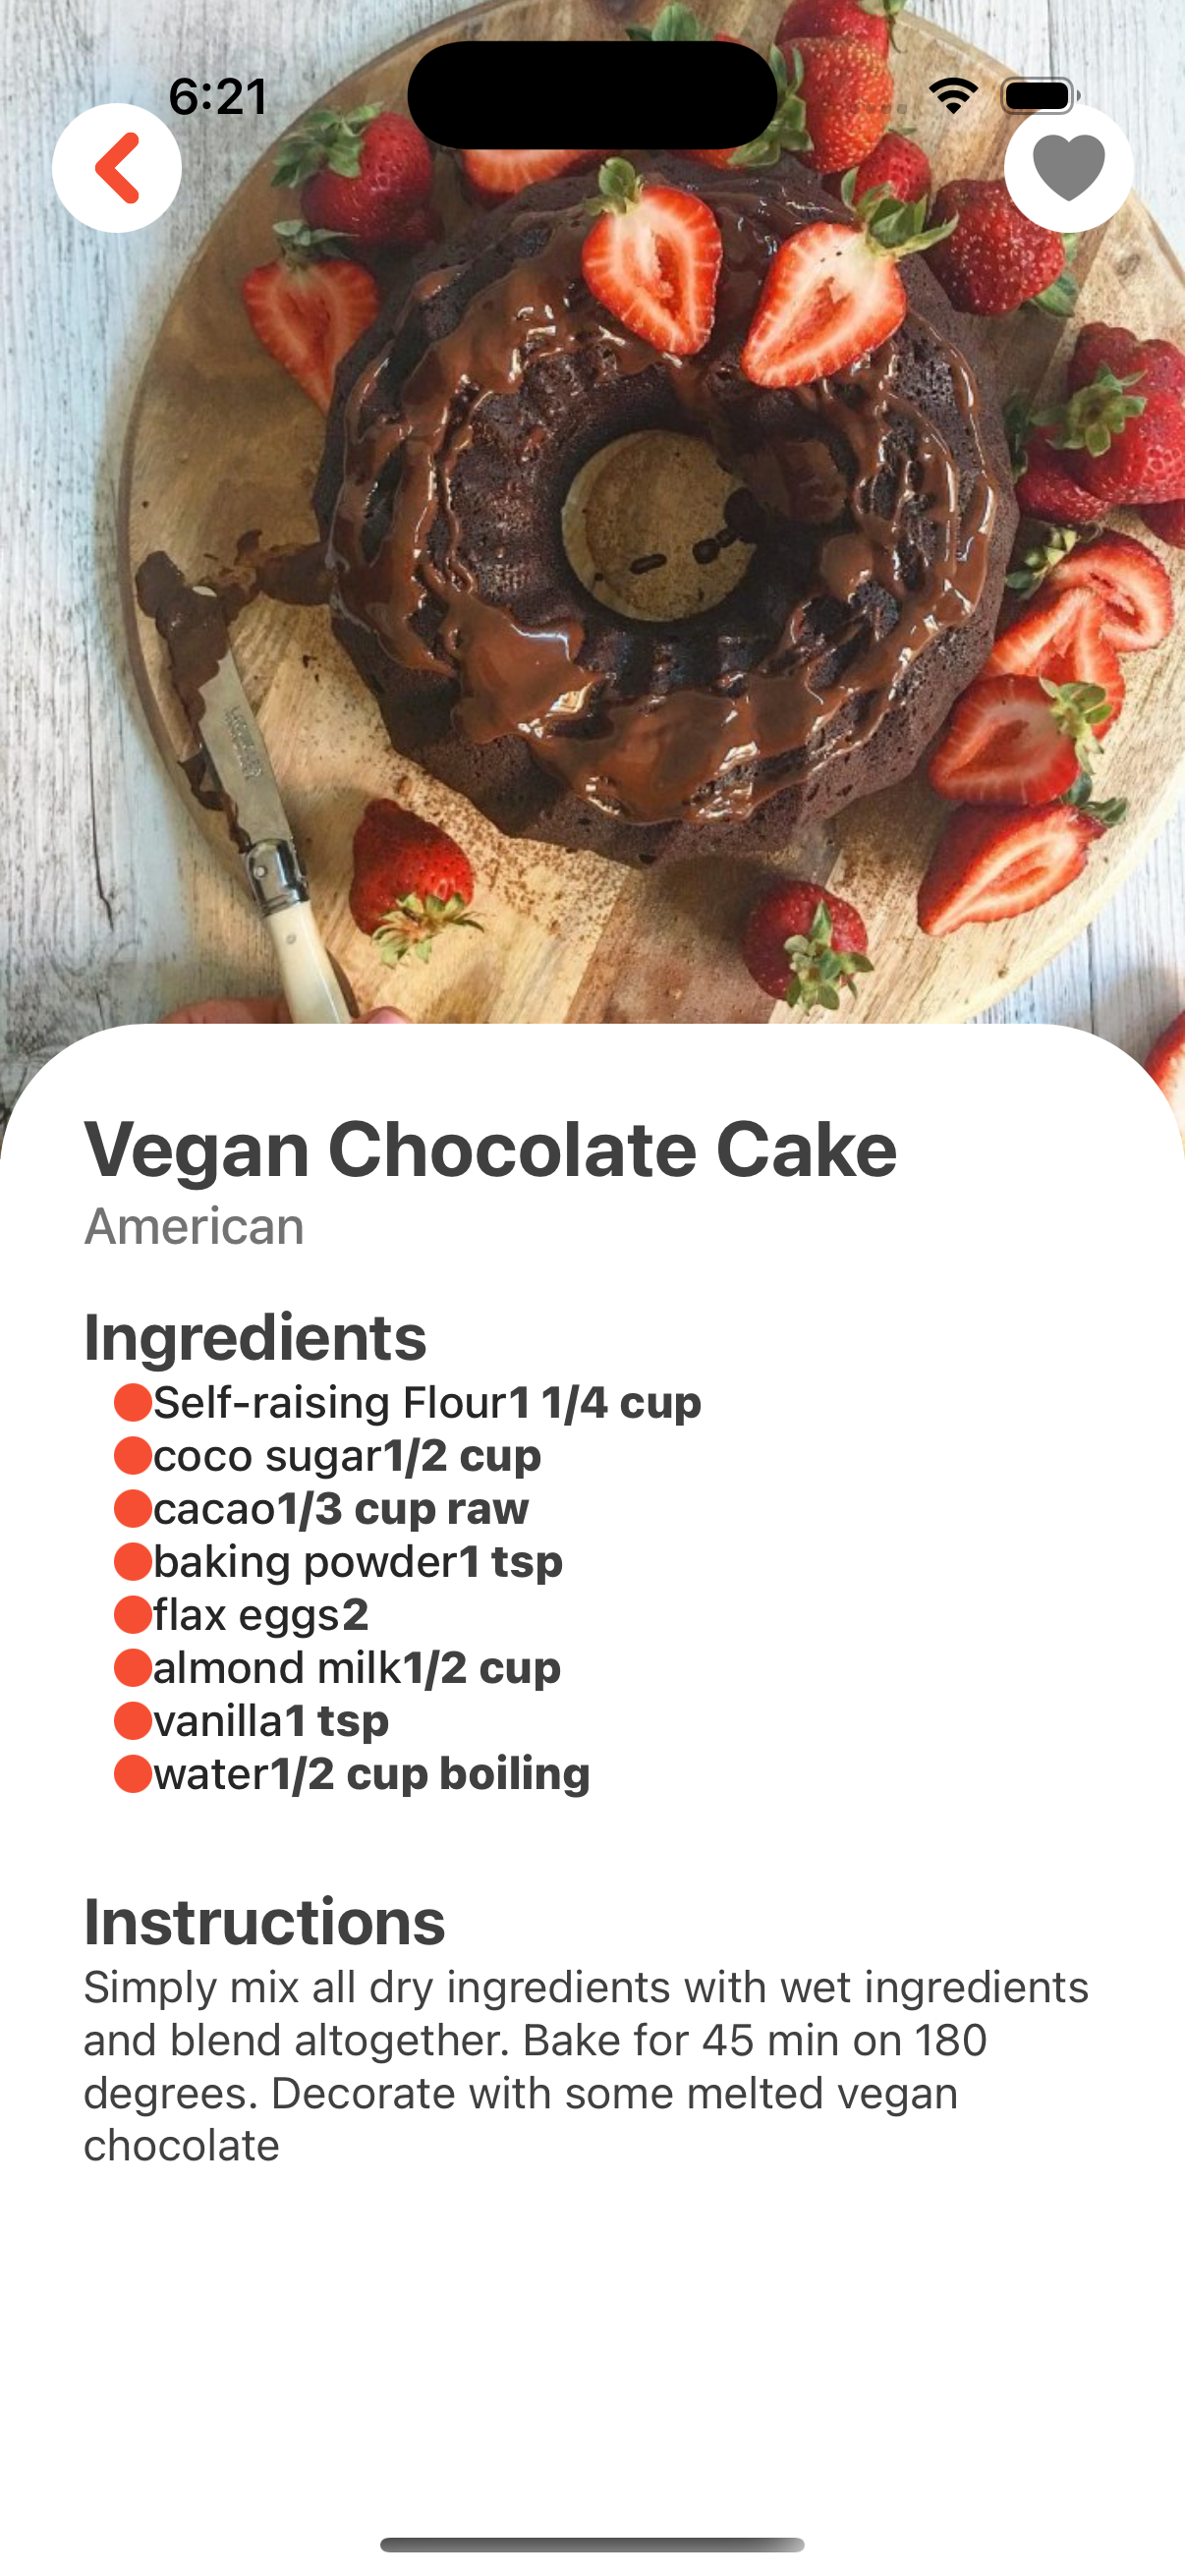 6:21
Vegan Chocolate Cake
American
Ingredients
Self-raising Flour1 1/4 cup
coco sugar1/2 cup
cacao1/3 cup raw
baking powder1 tsp
flax eggs2
almond milk1/2 cup
vanilla1 tsp
water1/2 cup boiling
Instructions
Simply mix all dry ingredients with wet ingredients
and blend altogether. Bake for 45 min on 180
degrees. Decorate with some melted vegan
chocolate